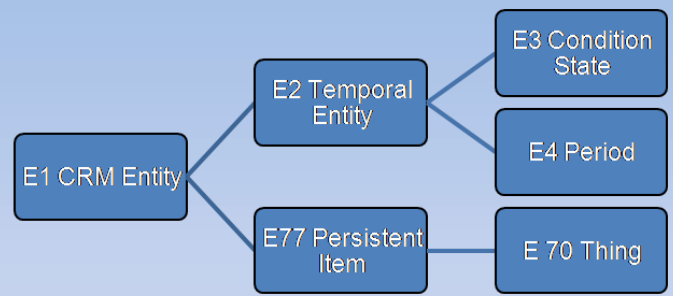 E1 CRM Entity
E2 Temporal
Entity
E3 Condition
State
E4 Period
E77 Persistent
Item
E 70 Thing